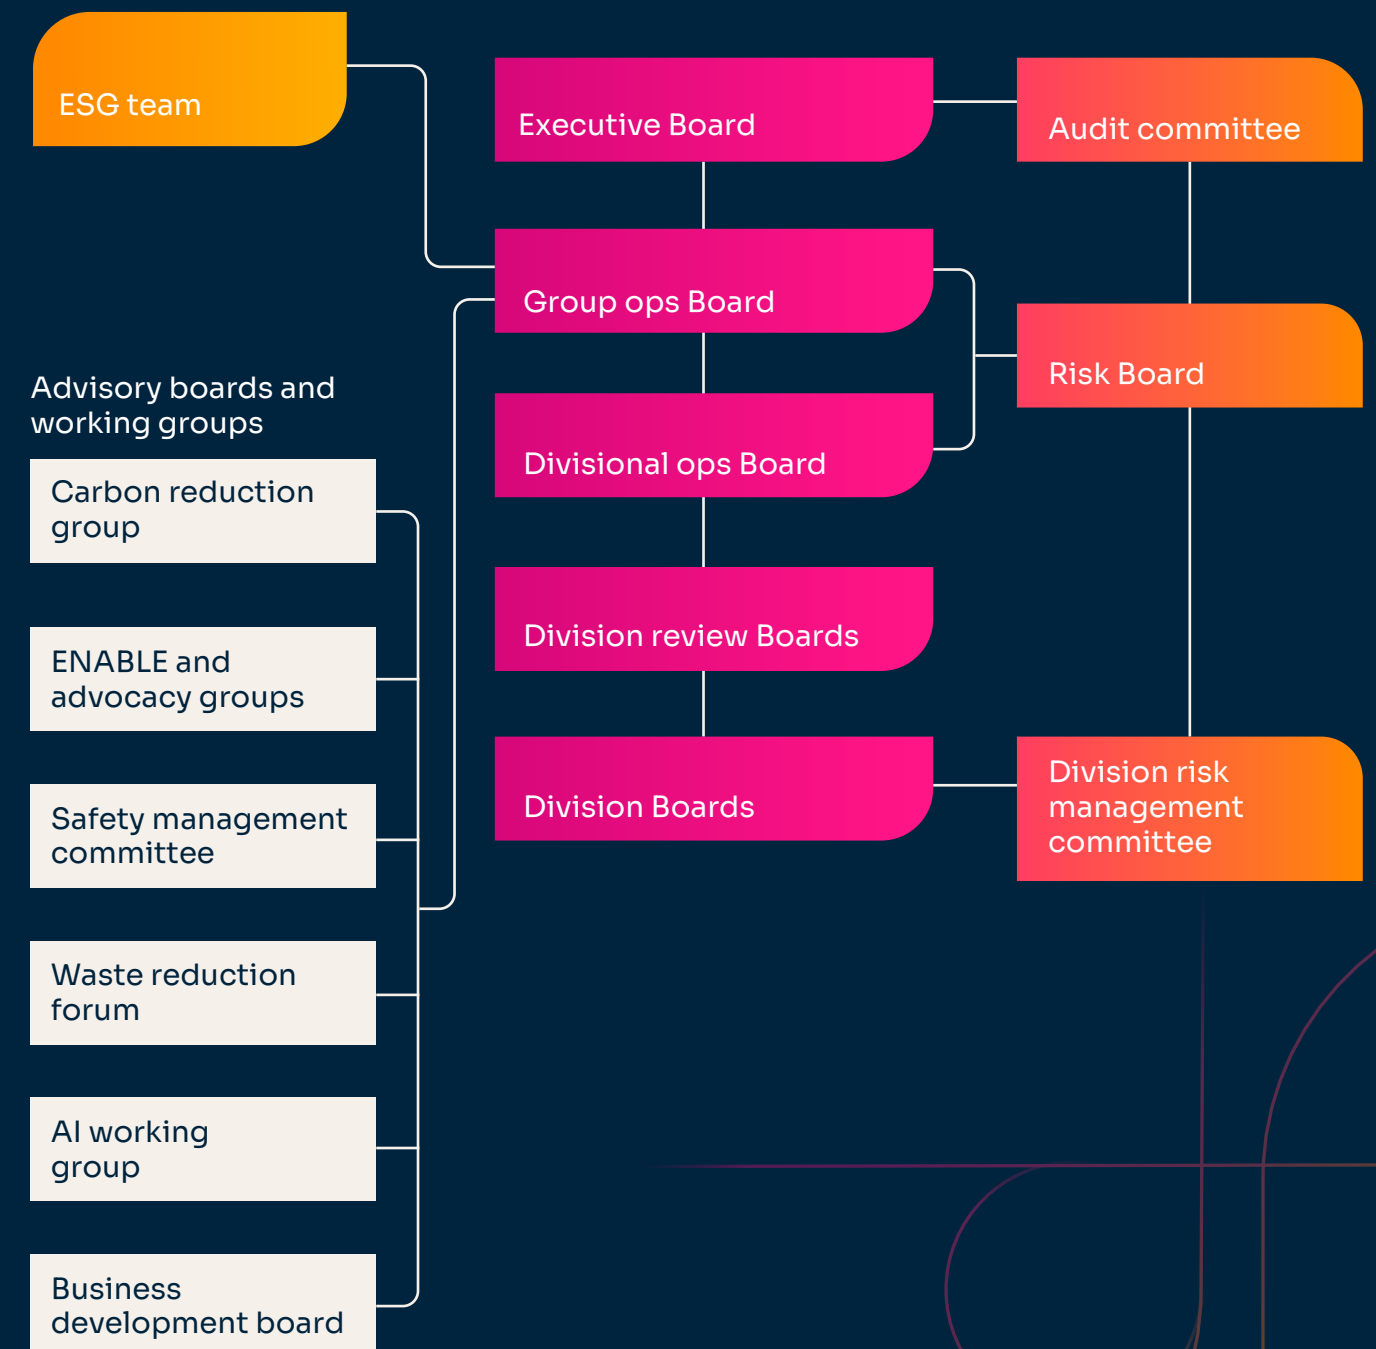 ESG team
Executive Board
Audit committee
Group ops Board
Risk Board
Divisional ops Board
Division review Boards
Division Boards
Division risk
management
committee
Advisory boards and
working groups
Carbon reduction
group
ENABLE and
advocacy groups
Safety management
committee
Waste reduction
forum
AI working
group
Business
development board